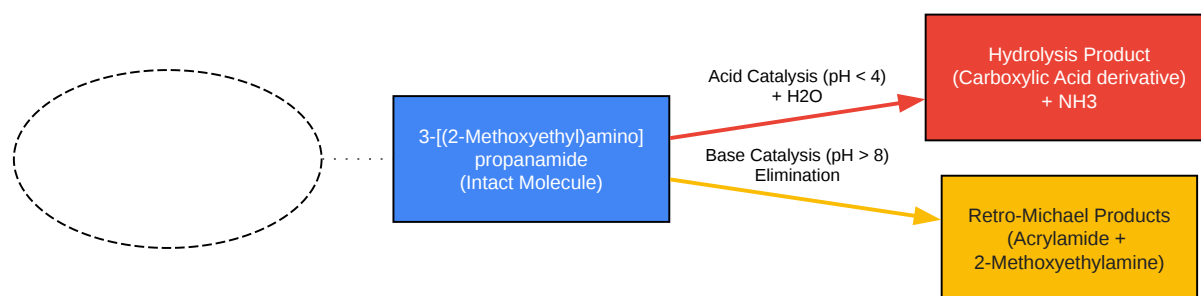 3-[(2-Methoxyethyl)amino]
propanamide
(Intact Molecule)
Acid Catalysis (pH < 4)
+ H2O
Base Catalysis (pH > 8)
Elimination
Hydrolysis Product
(Carboxylic Acid derivative)
+ NH3
Retro-Michael Products
(Acrylamide +
2-Methoxyethylamine)